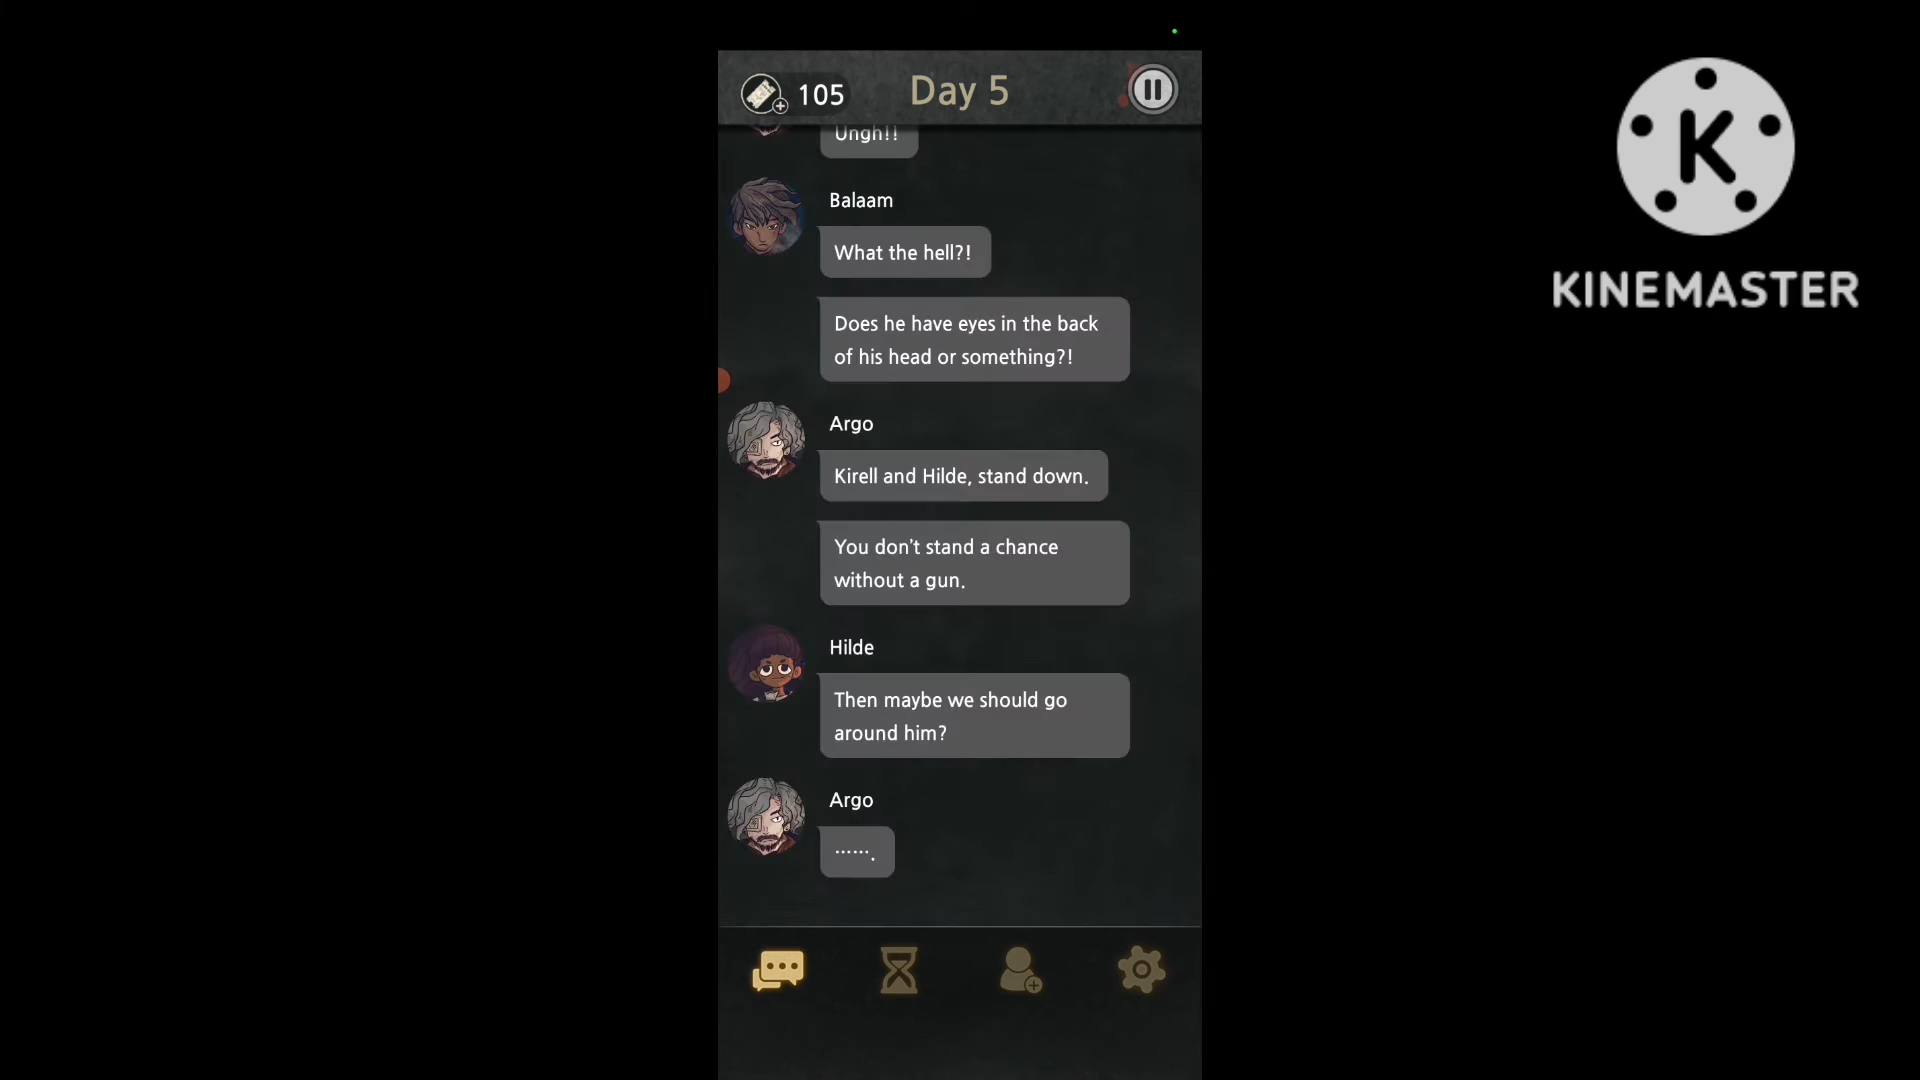 105
Day 5
Ungh!!
Balaam
What the hell?!
Does he have eyes in the back
of his head or something?!
Argo
Kirell and Hilde, stand down.
You don't stand a chance
without a gun.
Hilde
Then maybe we should go
around him?
Argo
…….
K
KINEMASTER